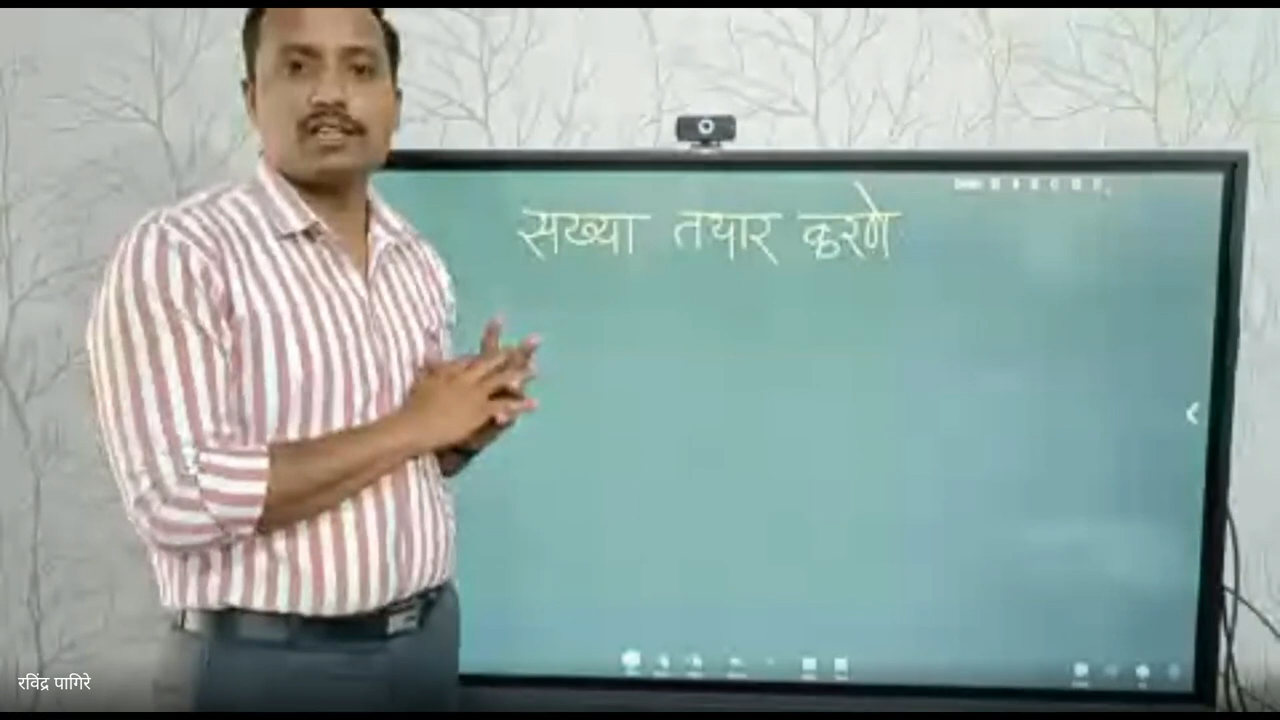 सख्या तयार करणे
रविंद्र पागिरे